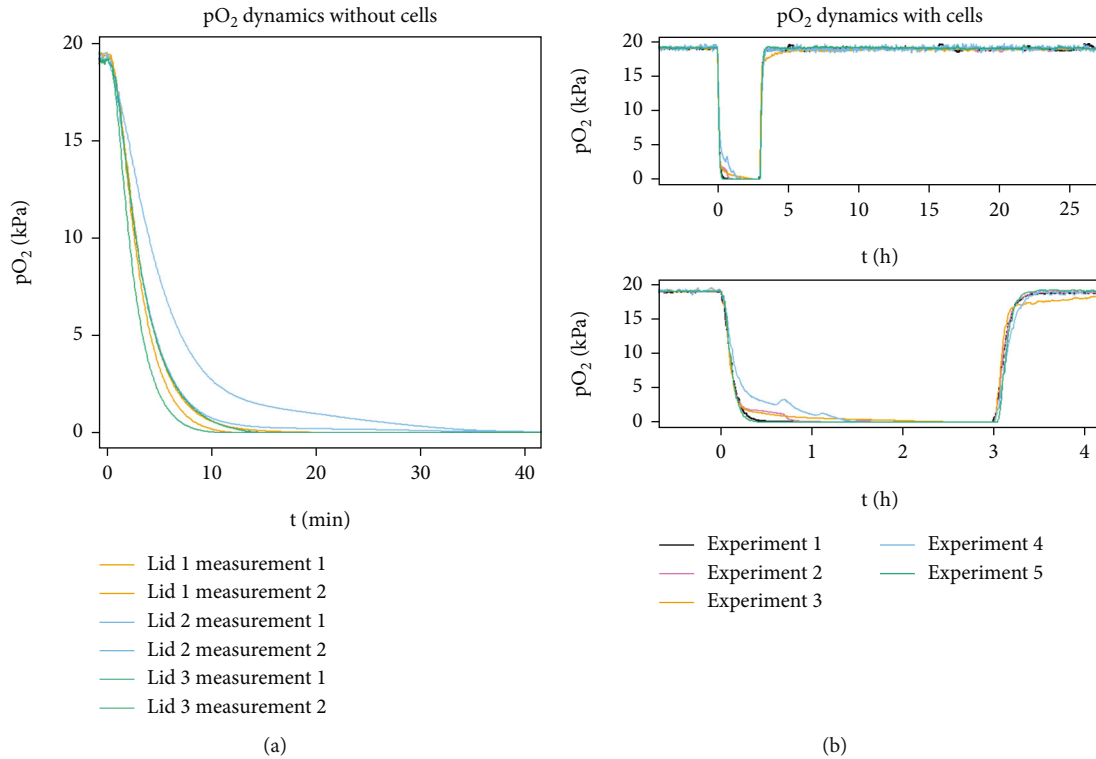 pO₂ dynamics without cells
20
15
10
5
0
pO₂ (kPa)
0 10 20 30 40
t (min)
Lid 1 measurement 1
Lid 1 measurement 2
Lid 2 measurement 1
Lid 2 measurement 2
Lid 3 measurement 1
Lid 3 measurement 2
(a)
pO₂ dynamics with cells
20
15
10
5
0
pO₂ (kPa)
0 5 10 15 20 25
t (h)
20
15
10
5
0
pO₂ (kPa)
0 1 2 3 4
t (h)
Experiment 1
Experiment 2
Experiment 3
Experiment 4
Experiment 5
(b)